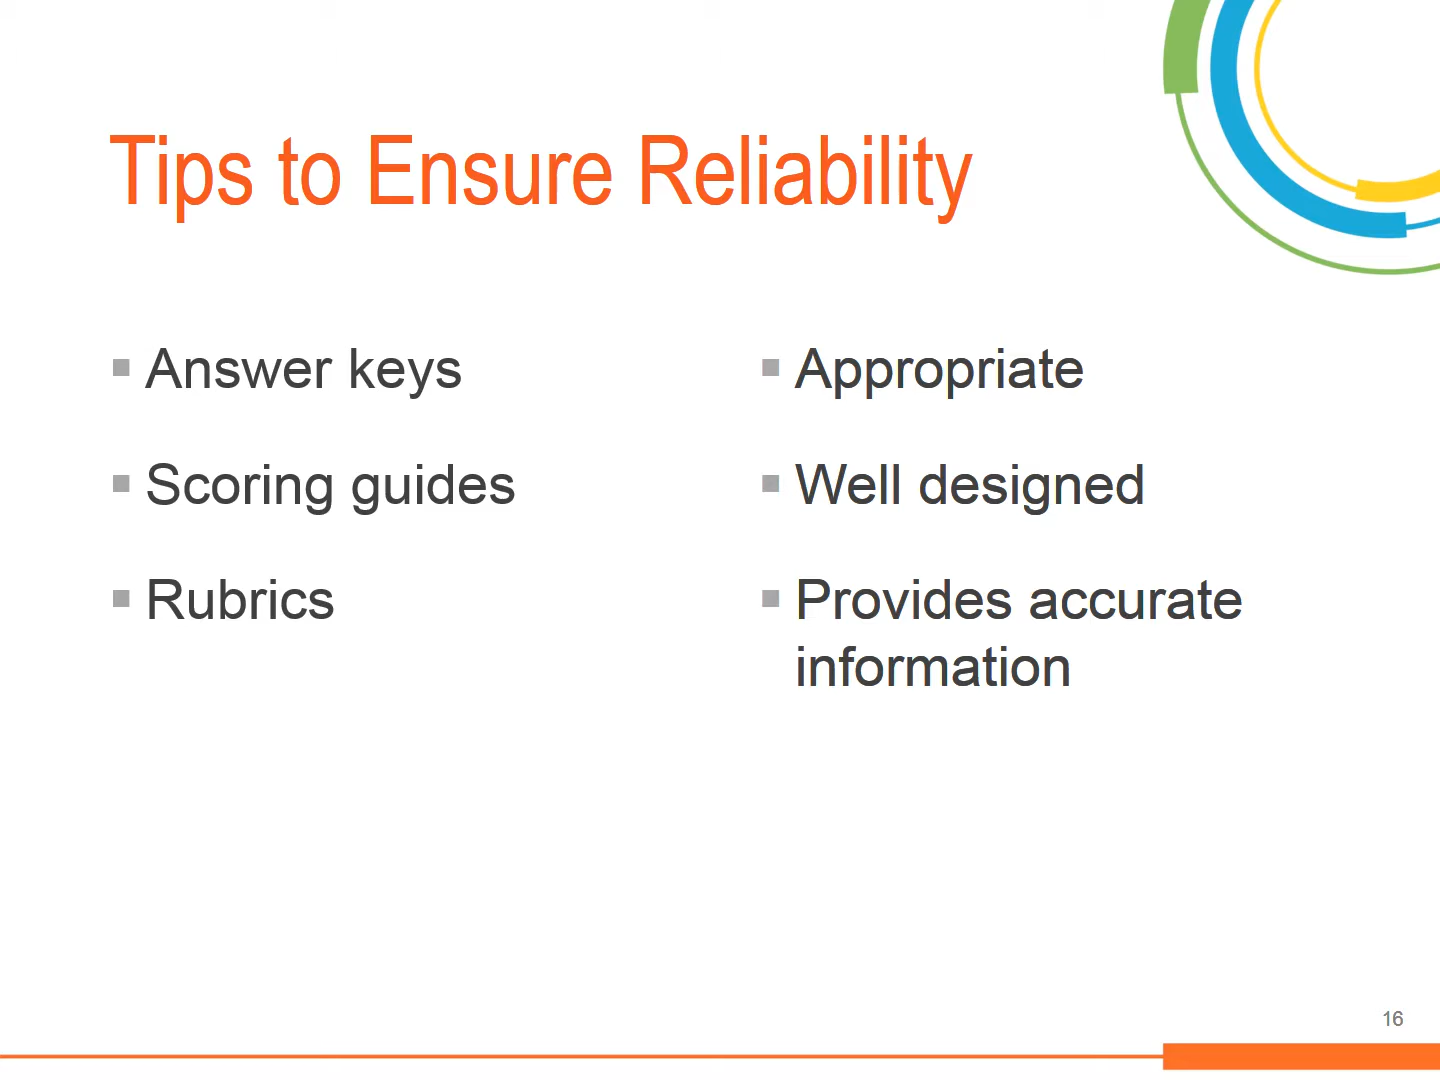 Tips to Ensure Reliability
▪ Answer keys
▪ Scoring guides
▪ Rubrics
▪ Appropriate
▪ Well designed
▪ Provides accurate
information
16